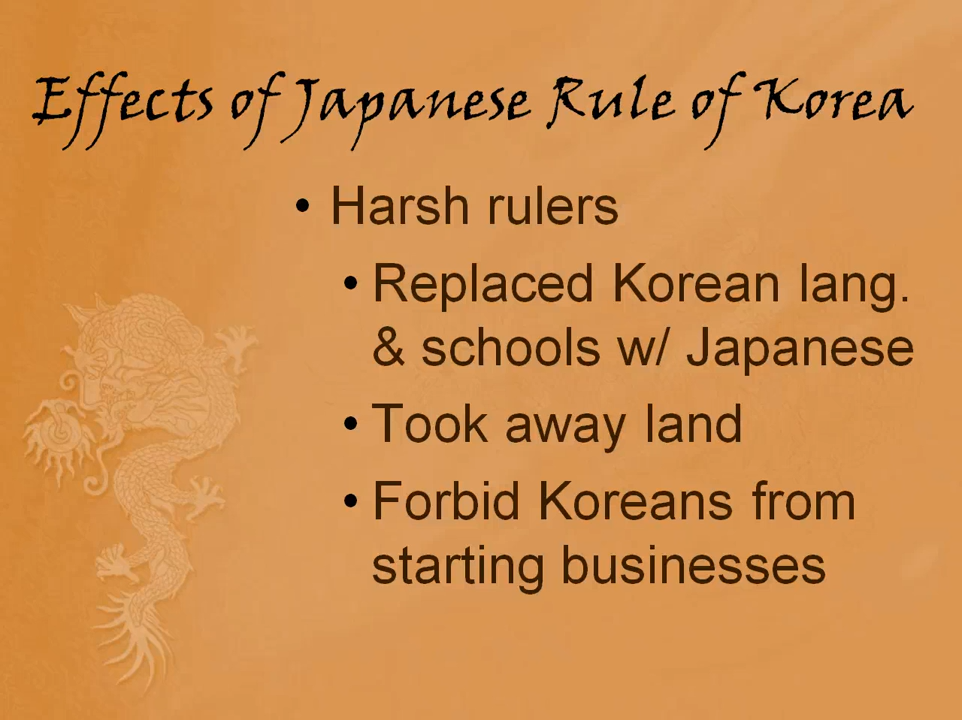 Effects of Japanese Rule of Korea
• Harsh rulers
• Replaced Korean lang.
& schools w/ Japanese
• Took away land
• Forbid Koreans from
starting businesses